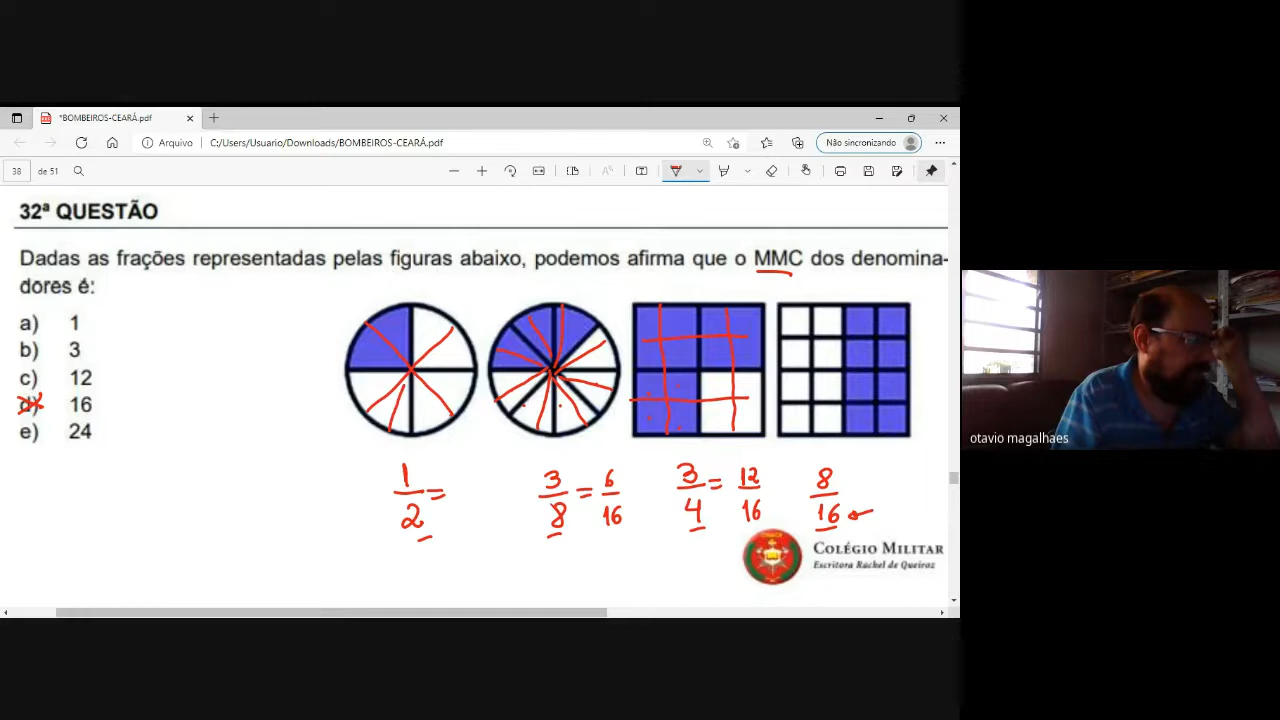 *BOMBEIROS-CEARÁ.pdf
Arquivo
C:/Users/Usuario/Downloads/BOMBEIROS-CEARÁ.pdf
Não sincronizando
38 de 51
32ª QUESTÃO
Dadas as frações representadas pelas figuras abaixo, podemos afirma que o MMC dos denomina-
dores é:
a) 1
b) 3
c) 12
d) 16
e) 24
1/2 =
3/8 = 6/16
3/4 = 12/16
8/16
COLÉGIO MILITAR
Escritora Rachel de Queiroz
otavio magalhaes